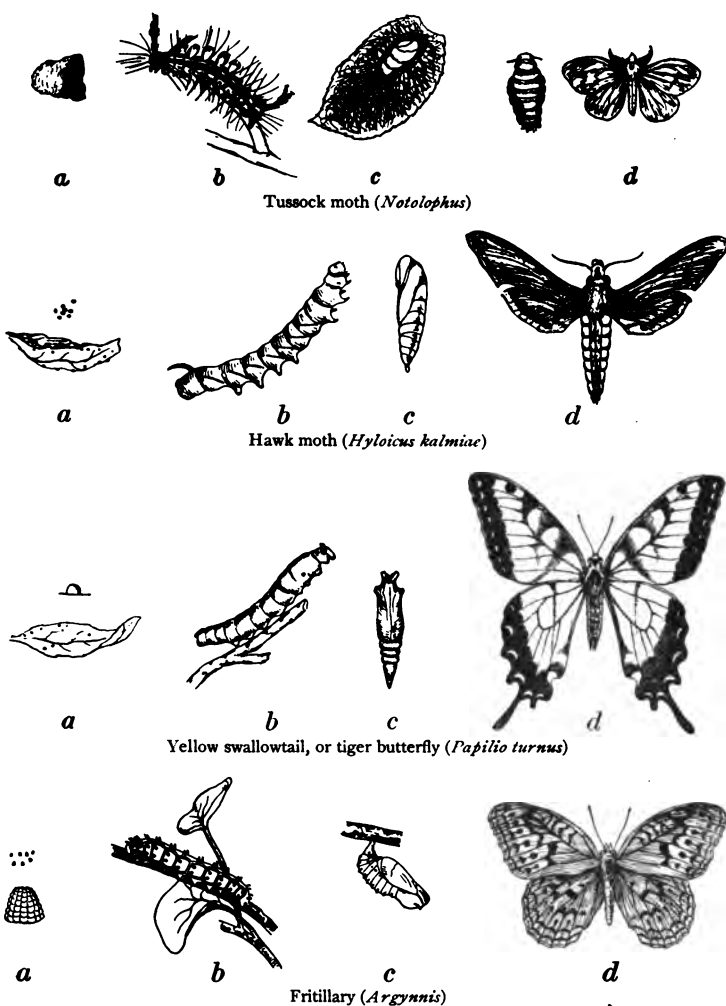 a b c d
Tussock moth (Notolophus)
a b c d
Hawk moth (Hyloicus kalmiae)
a b c d
Yellow swallowtail, or tiger butterfly (Papilio turnus)
a b c d
Fritillary (Argynnis)